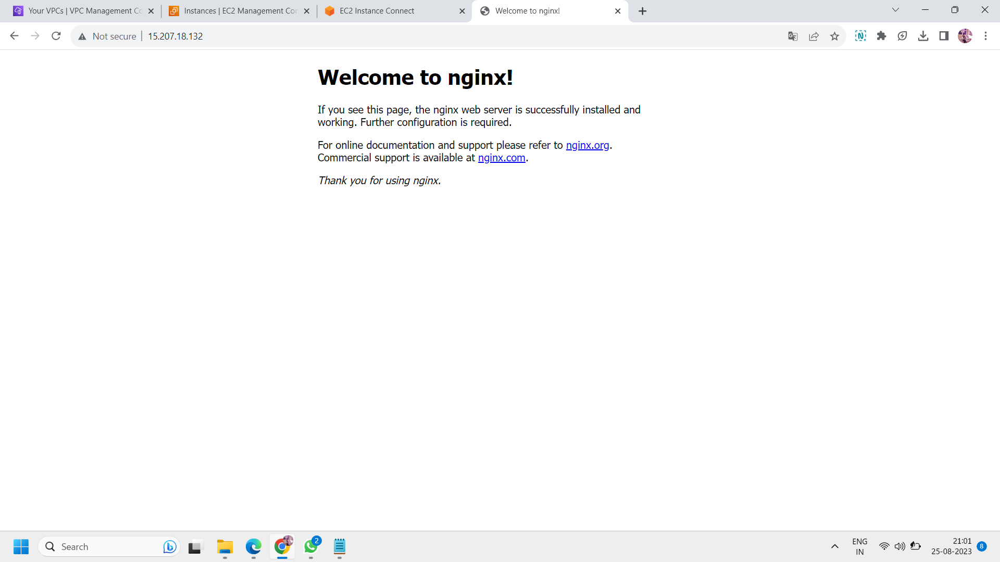 Your VPCs | VPC Management Co
Instances | EC2 Management Con
EC2 Instance Connect
Welcome to nginx!
Not secure
15.207.18.132
Welcome to nginx!
If you see this page, the nginx web server is successfully installed and
working. Further configuration is required.
For online documentation and support please refer to nginx.org.
Commercial support is available at nginx.com.
Thank you for using nginx.
Search
2
ENG
IN
21:01
25-08-2023
8